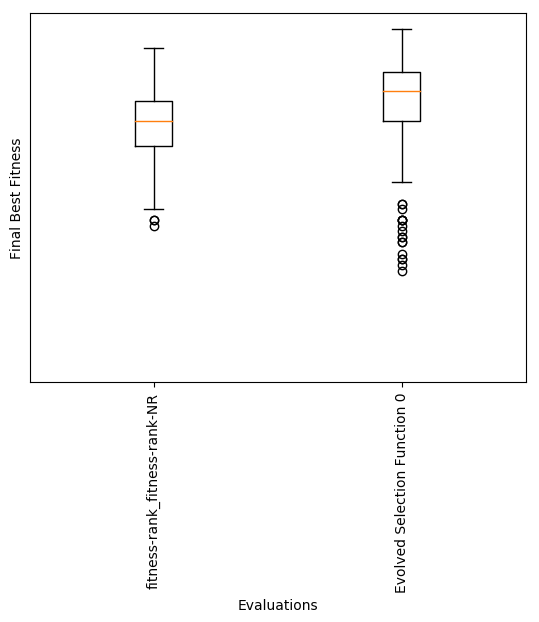 Final Best Fitness
fitness-rank_fitness-rank-NR
Evolved Selection Function 0
Evaluations